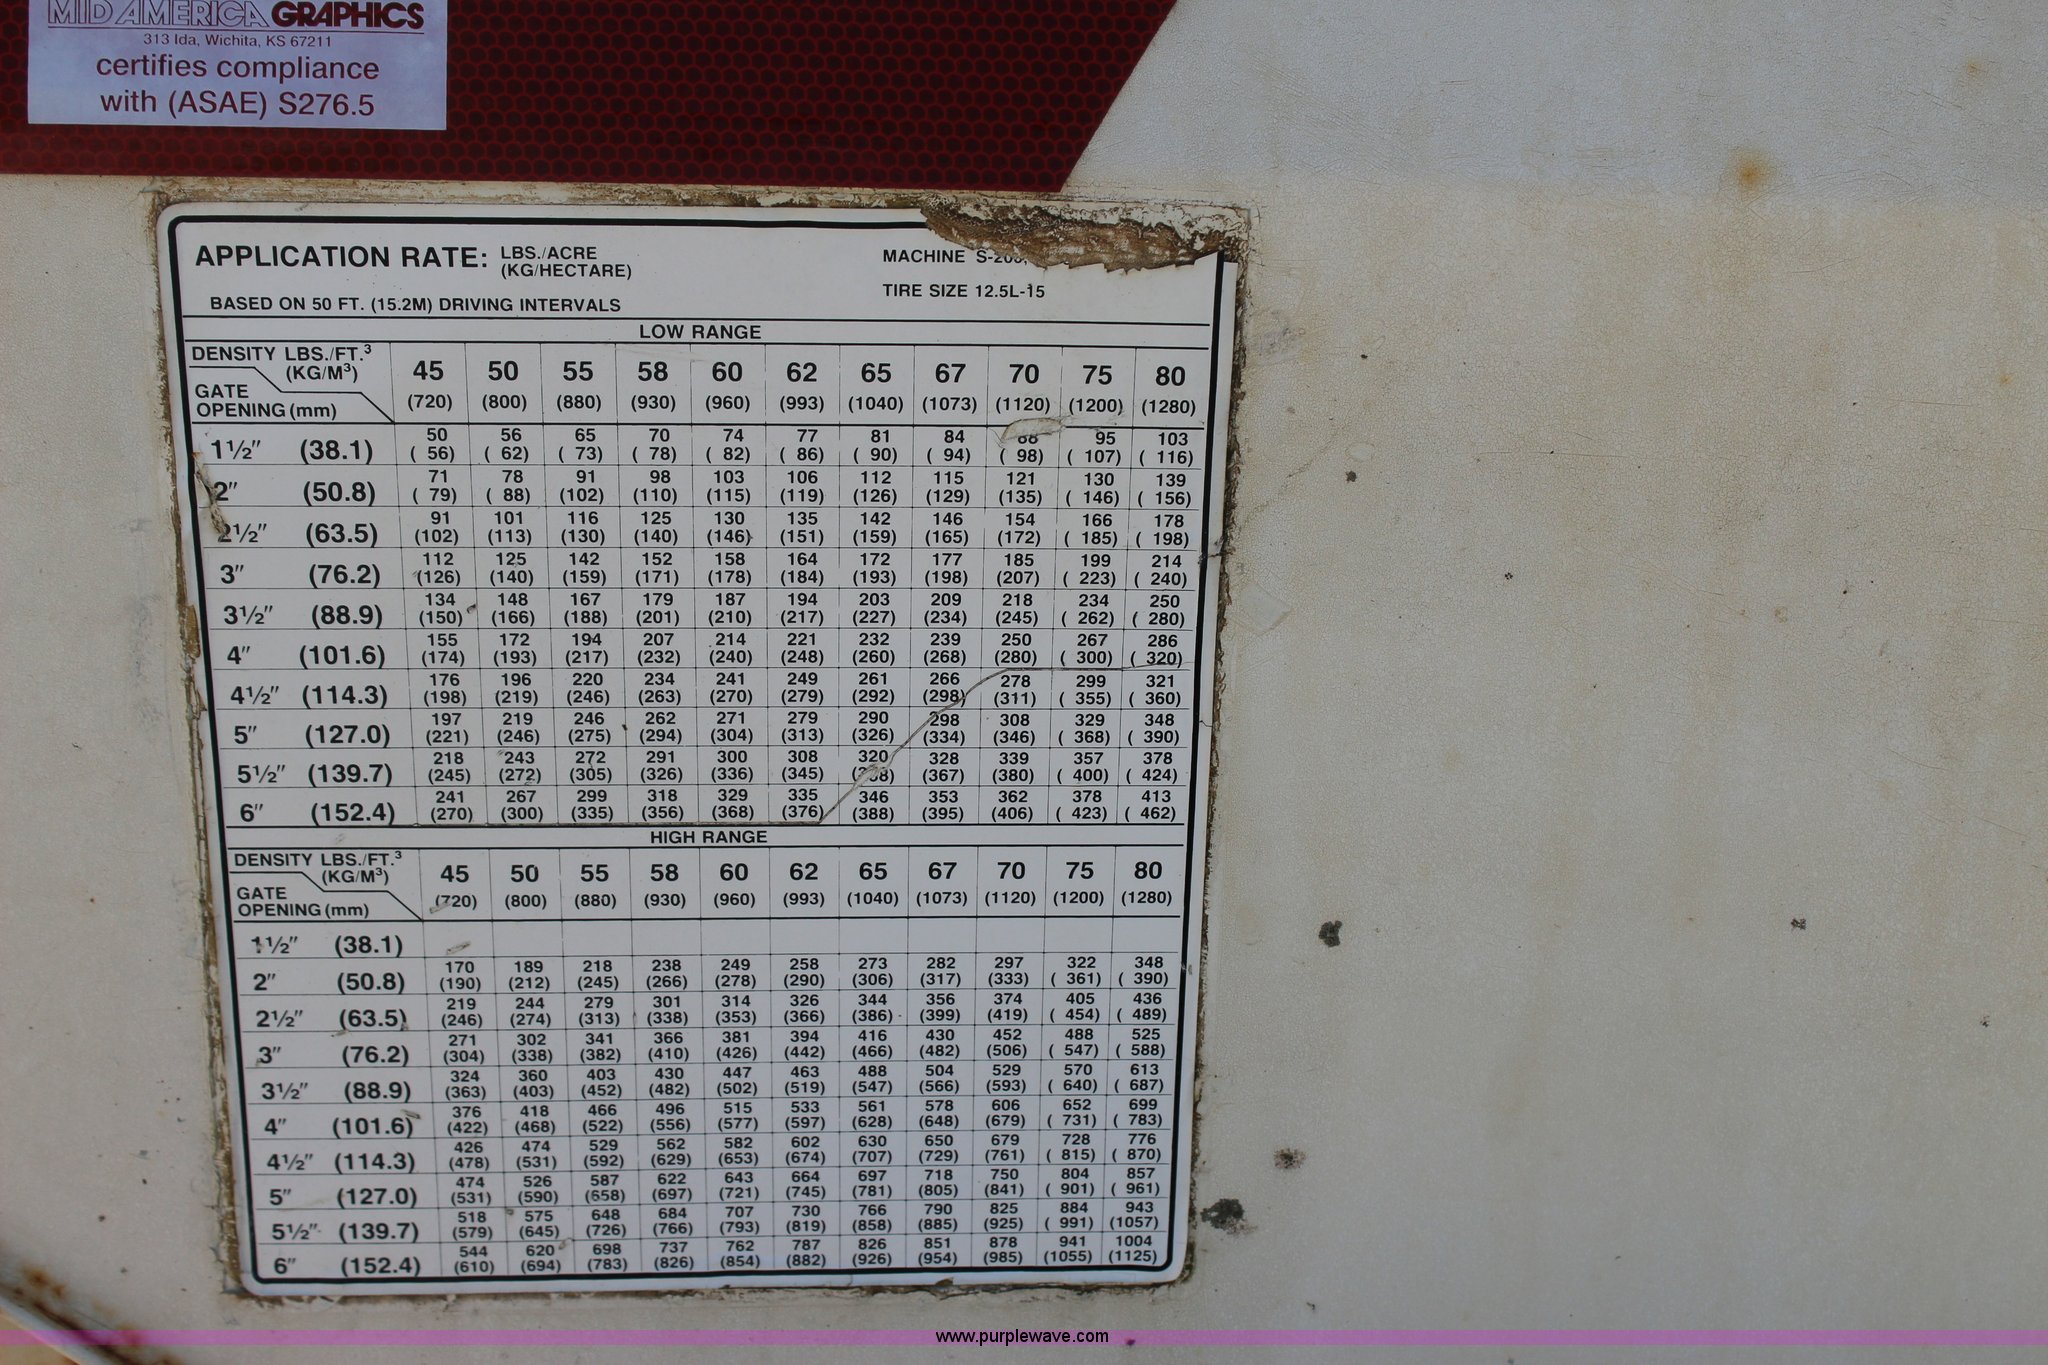 MID AMERICA GRAPHICS
313 Ida, Wichita, KS 67211
certifies compliance
with (ASAE) S276.5
APPLICATION RATE: LBS./ACRE
(KG/HECTARE)
MACHINE
BASED ON 50 FT. (15.2M) DRIVING INTERVALS
TIRE SIZE 12.5L-15
LOW RANGE
DENSITY LBS./FT.³ (KG/M³) 45 50 55 58 60 62 65 67 70 75 80
GATE OPENING (mm) (720) (800) (880) (930) (960) (993) (1040) (1073) (1120) (1200) (1280)
1½" (38.1) 50 56 65 70 74 77 81 84 88 95 103
( 56) ( 62) ( 73) ( 78) ( 82) ( 86) ( 90) ( 94) ( 98) ( 107) ( 116)
2" (50.8) 71 78 91 98 103 106 112 115 121 130 139
( 79) ( 88) (102) (110) (115) (119) (126) (129) (135) ( 146) ( 156)
2½" (63.5) 91 101 116 125 130 135 142 146 154 166 178
(102) (113) (130) (140) (146) (151) (159) (165) (172) ( 185) ( 198)
3" (76.2) 112 125 142 152 158 164 172 177 185 199 214
(126) (140) (159) (171) (178) (184) (193) (198) (207) ( 223) ( 240)
3½" (88.9) 134 148 167 179 187 194 203 209 218 234 250
(150) (166) (188) (201) (210) (217) (227) (234) (245) ( 262) ( 280)
4" (101.6) 155 172 194 207 214 221 232 239 250 267 286
(174) (193) (217) (232) (240) (248) (260) (268) (280) ( 300) ( 320)
4½" (114.3) 176 196 220 234 241 249 261 266 278 299 321
(198) (219) (246) (263) (270) (279) (292) (298) (311) ( 355) ( 360)
5" (127.0) 197 219 246 262 271 279 290 298 308 329 348
(221) (246) (275) (294) (304) (313) (326) (334) (346) ( 368) ( 390)
5½" (139.7) 218 243 272 291 300 308 320 328 339 357 378
(245) (272) (305) (326) (336) (345) (367) (380) ( 400) ( 424)
6" (152.4) 241 267 299 318 329 335 346 353 362 378 413
(270) (300) (335) (356) (368) (376) (388) (395) (406) ( 423) ( 462)
HIGH RANGE
DENSITY LBS./FT.³ (KG/M³) 45 50 55 58 60 62 65 67 70 75 80
GATE OPENING (mm) (720) (800) (880) (930) (960) (993) (1040) (1073) (1120) (1200) (1280)
1½" (38.1)
2" (50.8) 170 189 218 238 249 258 273 282 297 322 348
(190) (212) (245) (266) (278) (290) (306) (317) (333) ( 361) ( 390)
2½" (63.5) 219 244 279 301 314 326 344 356 374 405 436
(246) (274) (313) (338) (353) (366) (386) (399) (419) ( 454) ( 489)
3" (76.2) 271 302 341 366 381 394 416 430 452 488 525
(304) (338) (382) (410) (426) (442) (466) (482) (506) ( 547) ( 588)
3½" (88.9) 324 360 403 430 447 463 488 504 529 570 613
(363) (403) (452) (482) (502) (519) (547) (566) (593) ( 640) ( 687)
4" (101.6) 376 418 466 496 515 533 561 578 606 652 699
(422) (468) (522) (556) (577) (597) (628) (648) (679) ( 731) ( 783)
4½" (114.3) 426 474 529 562 582 602 630 650 679 728 776
(478) (531) (592) (629) (653) (674) (707) (729) (761) ( 815) ( 870)
5" (127.0) 474 526 587 622 643 664 697 718 750 804 857
(531) (590) (658) (697) (721) (745) (781) (805) (841) ( 901) ( 961)
5½" (139.7) 518 575 648 684 707 730 766 790 825 884 943
(579) (645) (726) (766) (793) (819) (858) (885) (925) ( 991) (1057)
6" (152.4) 544 620 698 737 762 787 826 851 878 941 1004
(610) (694) (783) (826) (854) (882) (926) (954) (985) (1055) (1125)
www.purplewave.com